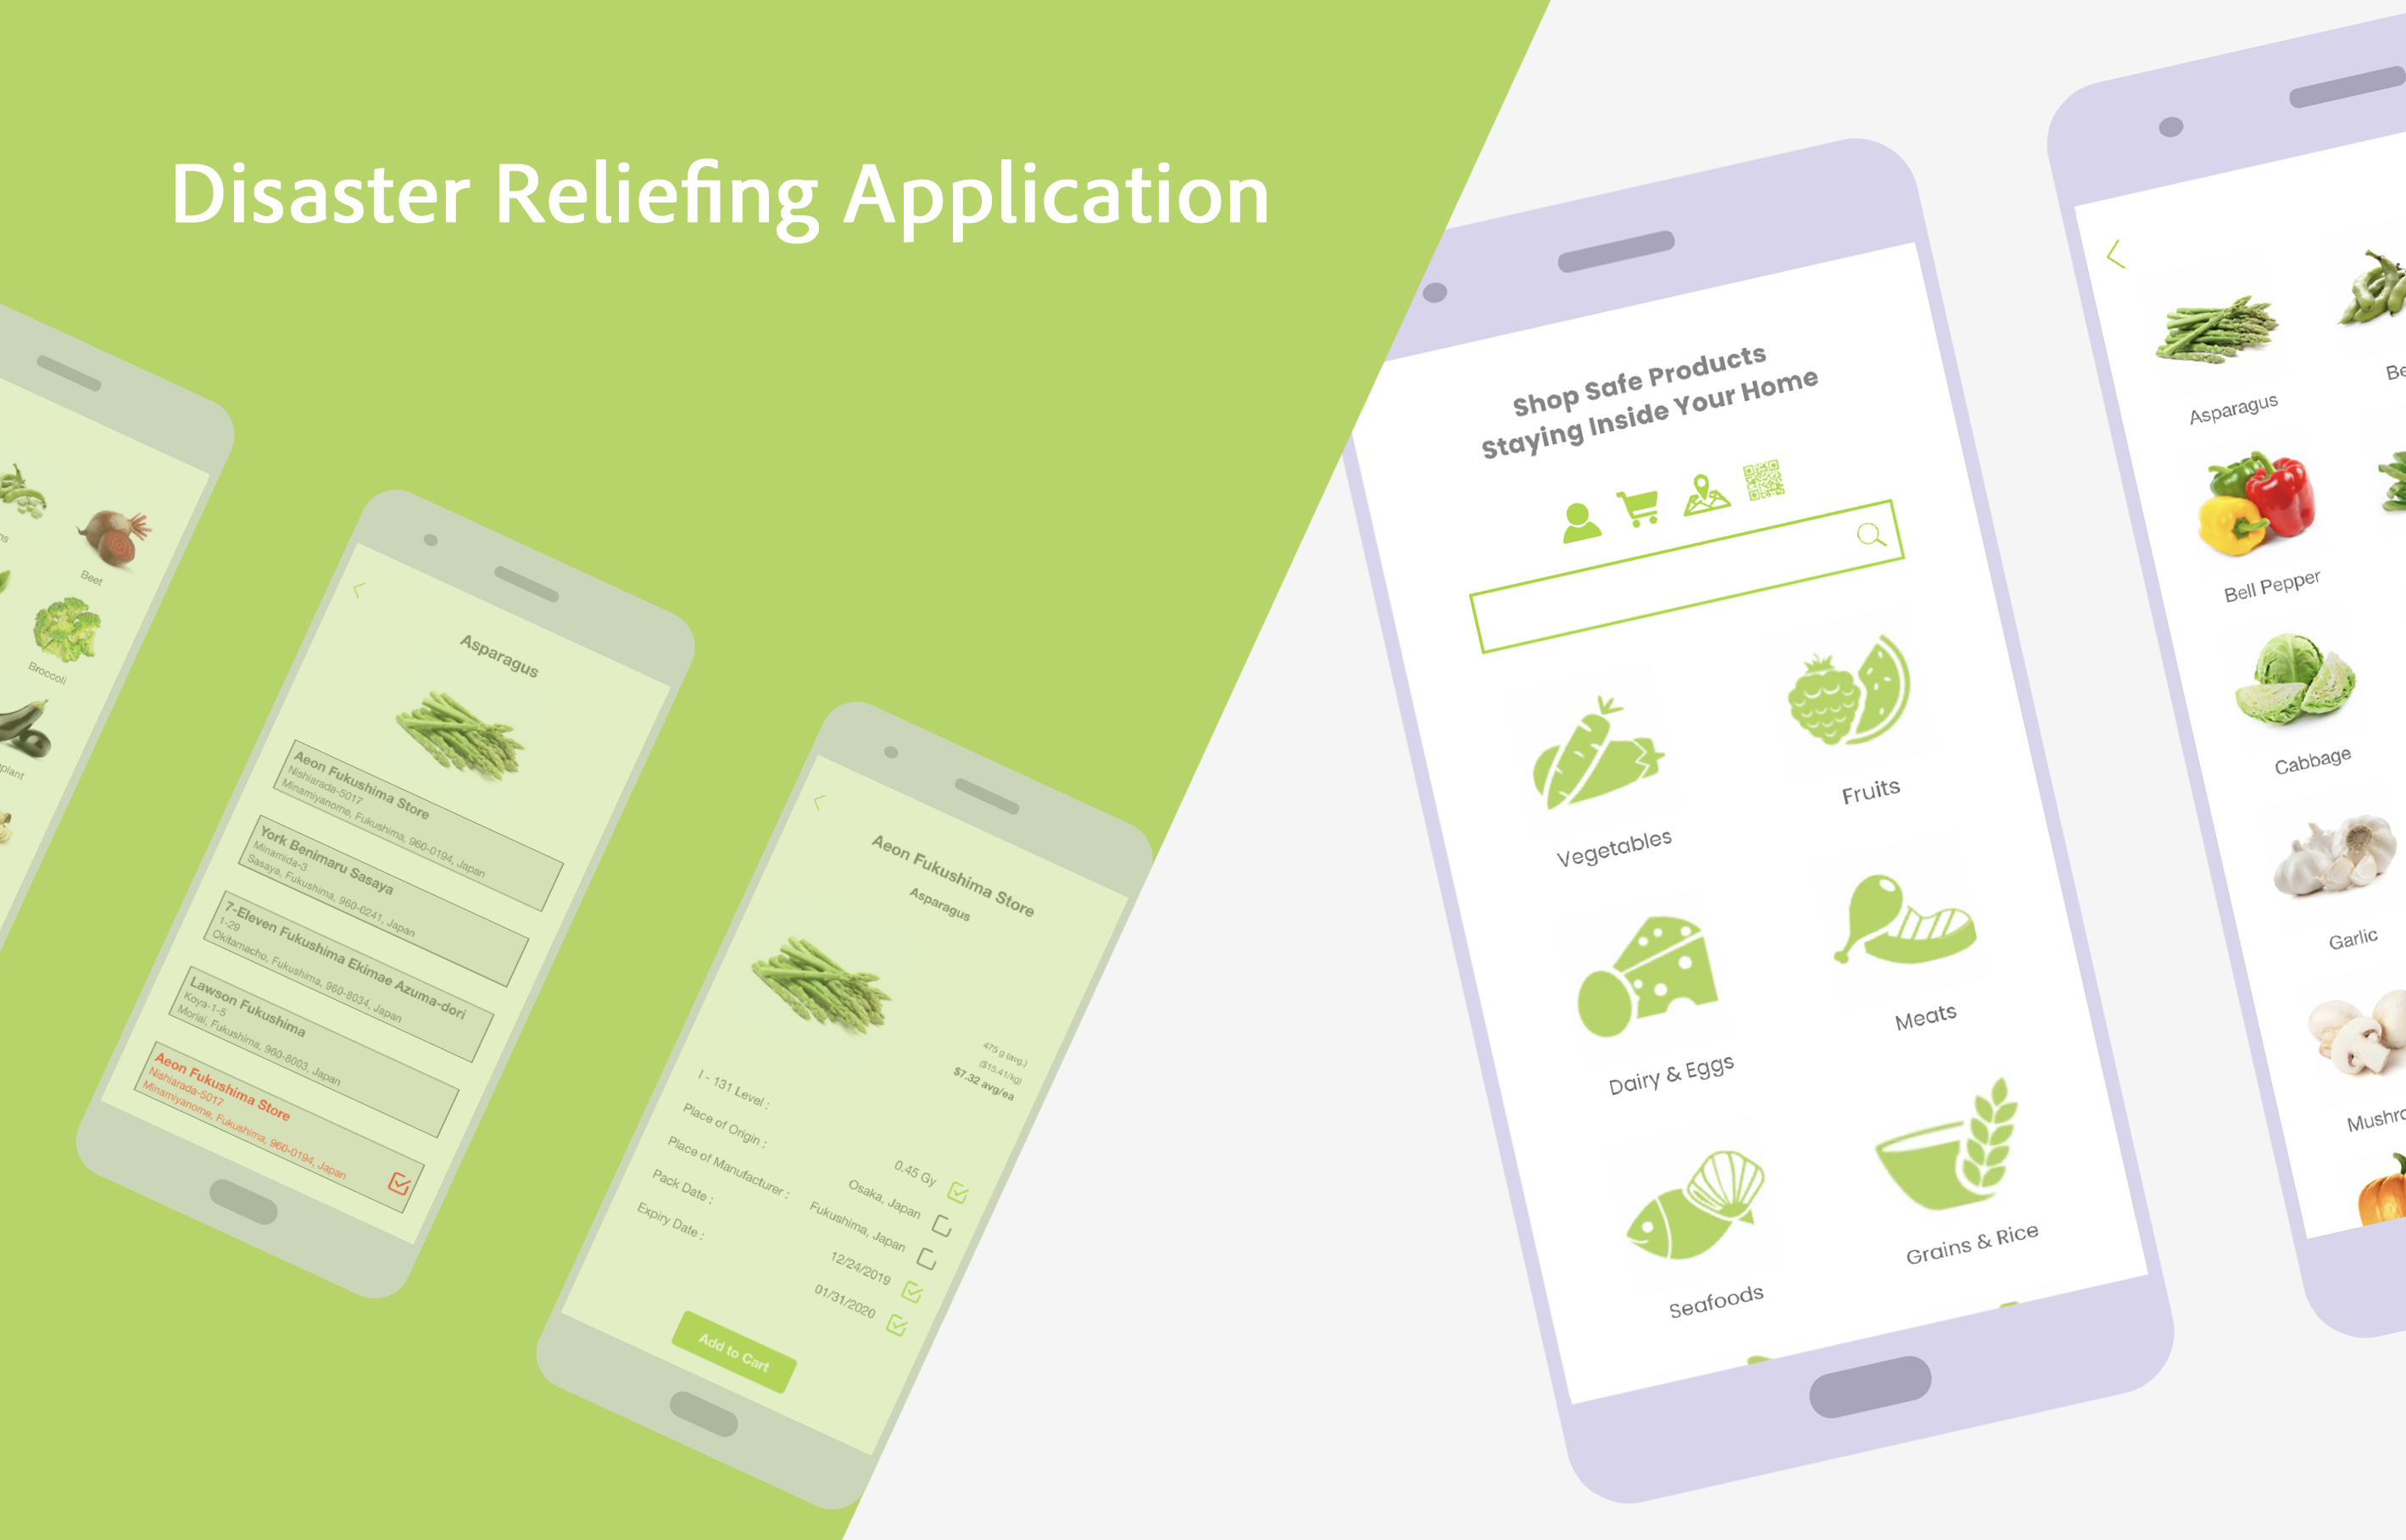 Disaster Reliefing Application
Beet
Broccoli
Asparagus
Aeon Fukushima Store
Nishiarada-5017
Minamiyanome, Fukushima, 960-0194, Japan
York Benimaru Sasaya
Minamida-3
Sasaya, Fukushima, 960-0241, Japan
7-Eleven Fukushima Ekimae Azuma-dori
1-29
Okitamacho, Fukushima, 960-8034, Japan
Lawson Fukushima
Koya-1-5
Moriai, Fukushima, 960-8003, Japan
Aeon Fukushima Store
Nishiarada-5017
Minamiyanome, Fukushima, 960-0194, Japan
Aeon Fukushima Store
Asparagus
475 g (avg.)
($15.41/kg)
$7.32 avg/ea
I - 131 Level : 0.45 Gy
Place of Origin : Osaka, Japan
Place of Manufacturer : Fukushima, Japan
Pack Date : 12/24/2019
Expiry Date : 01/31/2020
Add to Cart
Shop Safe Products
Staying Inside Your Home
Vegetables
Fruits
Dairy & Eggs
Meats
Seafoods
Grains & Rice
Asparagus
Bell Pepper
Cabbage
Garlic